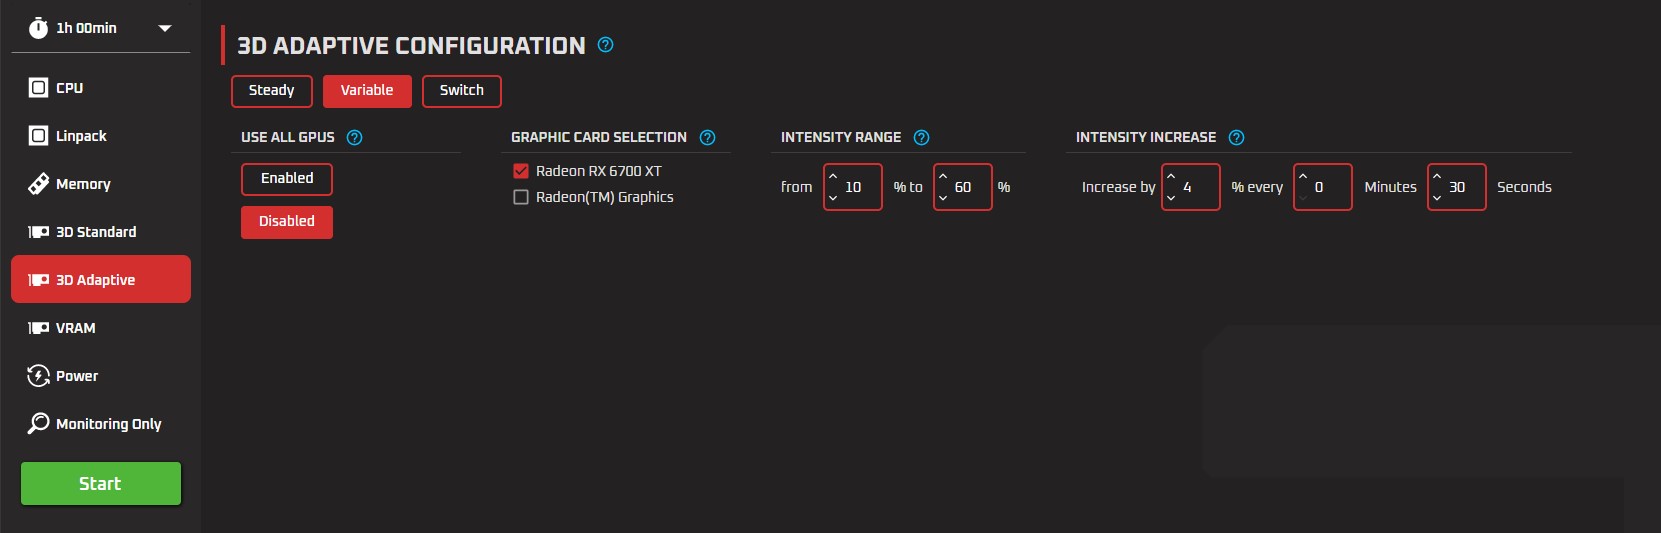 1h 00min
CPU
Linpack
Memory
3D Standard
3D Adaptive
VRAM
Power
Monitoring Only
Start
3D ADAPTIVE CONFIGURATION ?
Steady Variable Switch
USE ALL GPUS ?
Enabled
Disabled
GRAPHIC CARD SELECTION ?
Radeon RX 6700 XT
Radeon(TM) Graphics
INTENSITY RANGE ?
from 10 % to 60 %
INTENSITY INCREASE ?
Increase by 4 % every 0 Minutes 30 Seconds